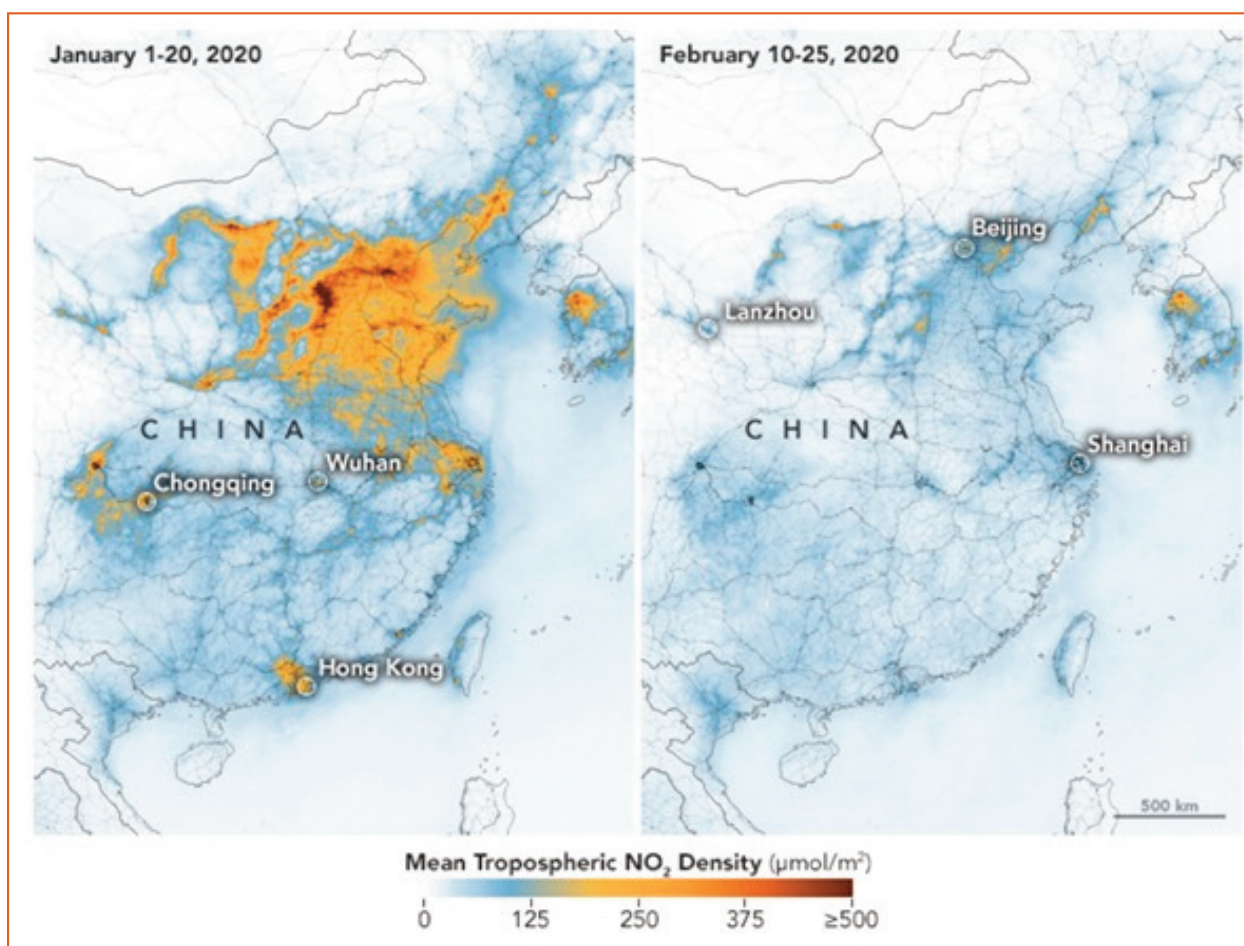 January 1-20, 2020
CHINA
Wuhan
Chongqing
Hong Kong
February 10-25, 2020
Beijing
Lanzhou
CHINA
Shanghai
500 km
Mean Tropospheric NO₂ Density (µmol/m²)
0 125 250 375 ≥500